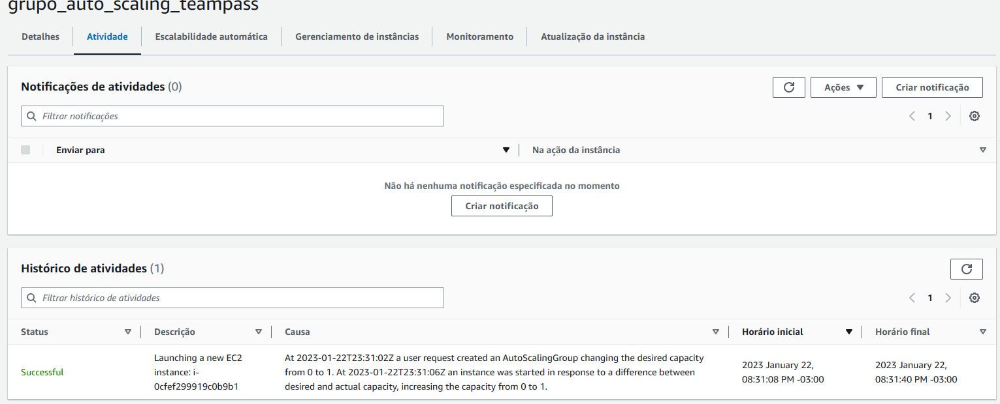 grupo_auto_scaling_teampass
Detalhes
Atividade
Escalabilidade automática
Gerenciamento de instâncias
Monitoramento
Atualização da instância
Notificações de atividades (0)
Ações
Criar notificação
Filtrar notificações
1
Enviar para
Na ação da instância
Não há nenhuma notificação especificada no momento
Criar notificação
Histórico de atividades (1)
Filtrar histórico de atividades
1
Status
Descrição
Causa
Horário inicial
Horário final
Successful
Launching a new EC2
instance: i-
0cfef299919c0b9b1
At 2023-01-22T23:31:02Z a user request created an AutoScalingGroup changing the desired capacity
from 0 to 1. At 2023-01-22T23:31:06Z an instance was started in response to a difference between
desired and actual capacity, increasing the capacity from 0 to 1.
2023 January 22,
08:31:08 PM -03:00
2023 January 22,
08:31:40 PM -03:00